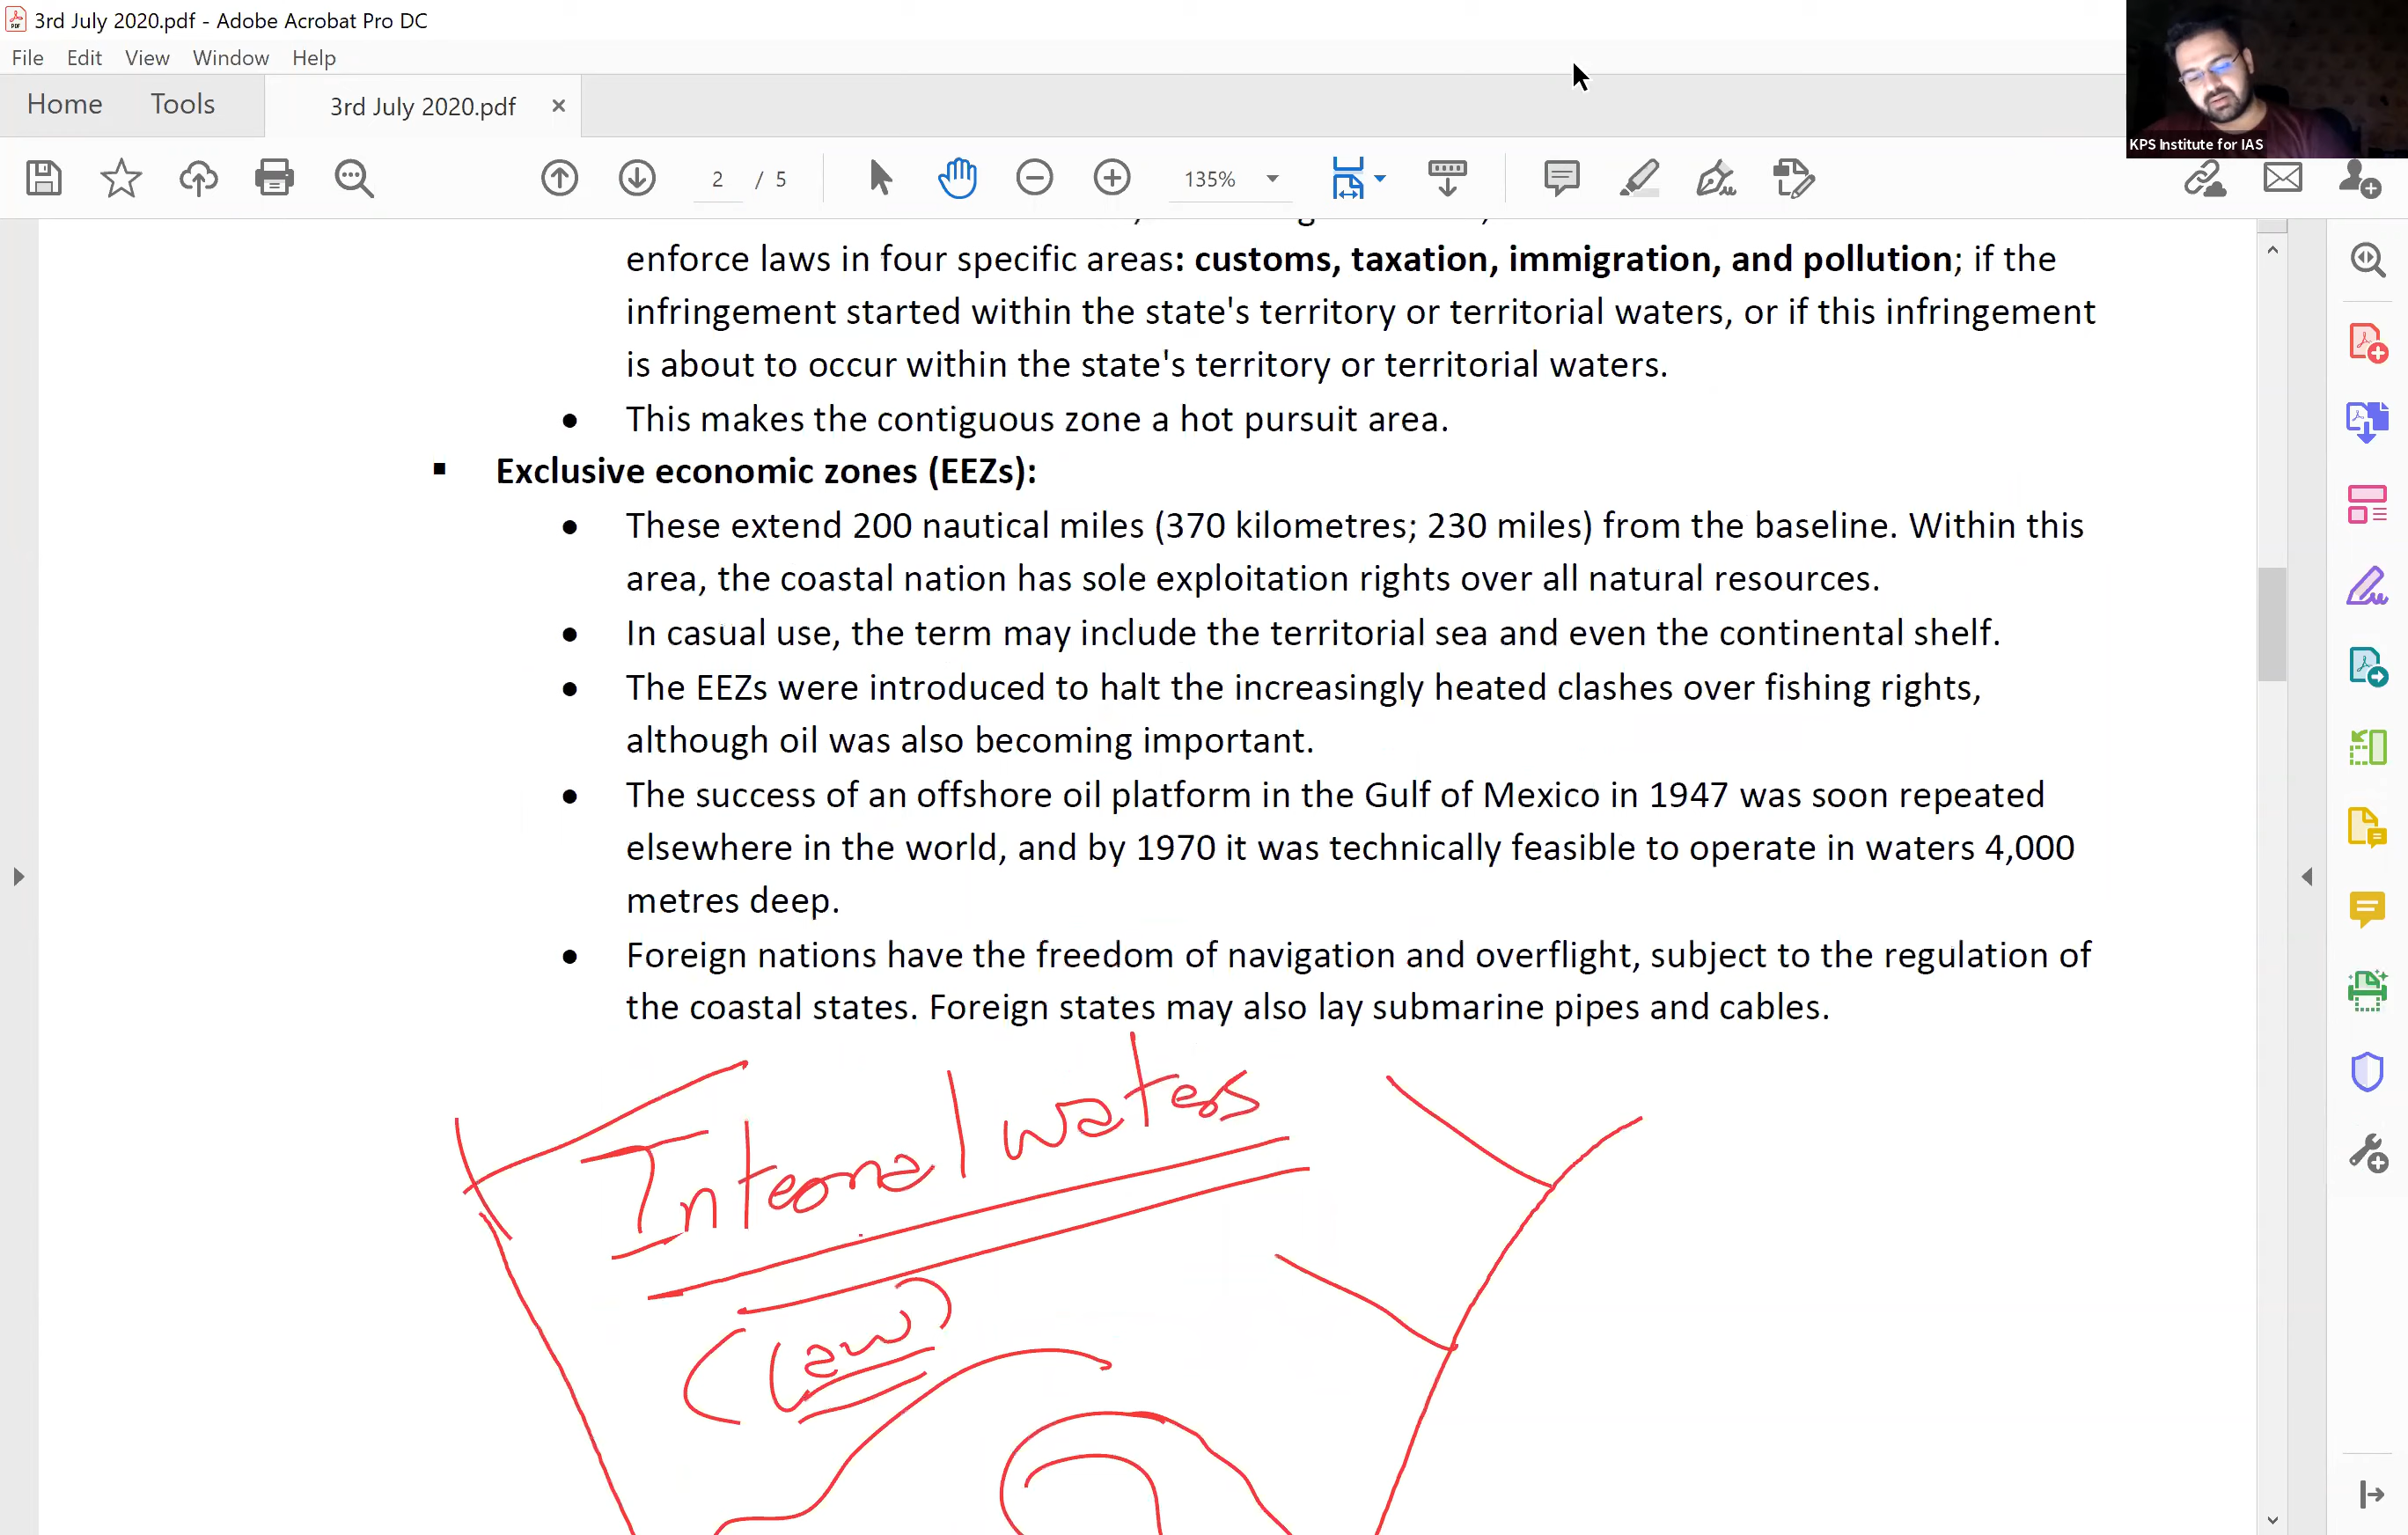 3rd July 2020.pdf - Adobe Acrobat Pro DC
File Edit View Window Help
Home Tools 3rd July 2020.pdf ×
2 / 5 135%
KPS Institute for IAS
enforce laws in four specific areas: customs, taxation, immigration, and pollution; if the
infringement started within the state's territory or territorial waters, or if this infringement
is about to occur within the state's territory or territorial waters.
● This makes the contiguous zone a hot pursuit area.
▪ Exclusive economic zones (EEZs):
● These extend 200 nautical miles (370 kilometres; 230 miles) from the baseline. Within this
area, the coastal nation has sole exploitation rights over all natural resources.
● In casual use, the term may include the territorial sea and even the continental shelf.
● The EEZs were introduced to halt the increasingly heated clashes over fishing rights,
although oil was also becoming important.
● The success of an offshore oil platform in the Gulf of Mexico in 1947 was soon repeated
elsewhere in the world, and by 1970 it was technically feasible to operate in waters 4,000
metres deep.
● Foreign nations have the freedom of navigation and overflight, subject to the regulation of
the coastal states. Foreign states may also lay submarine pipes and cables.
Internal waters
(Law)